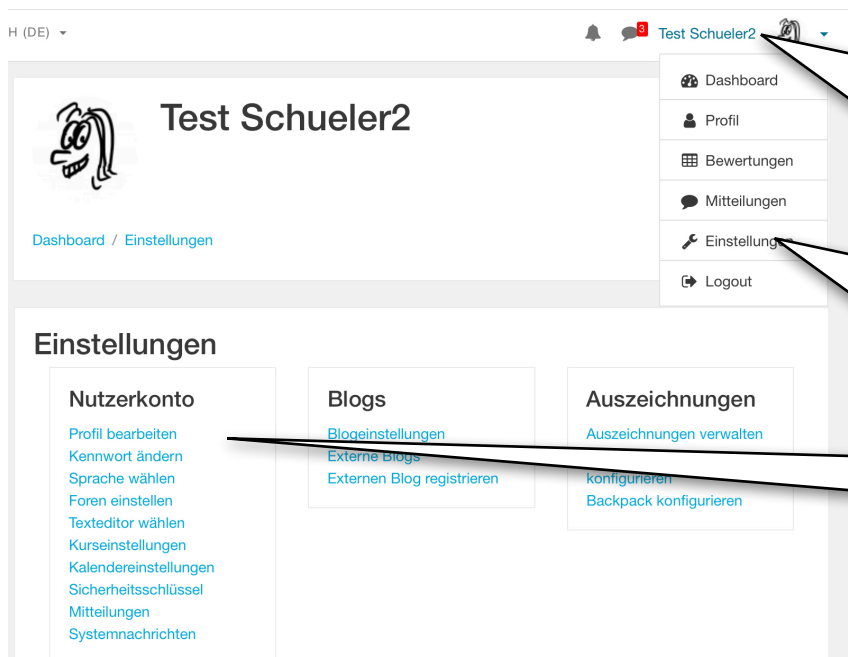 H (DE)
3
Test Schueler2
Dashboard
Profil
Bewertungen
Mitteilungen
Einstellungen
Logout
Test Schueler2
Dashboard / Einstellungen
Einstellungen
Nutzerkonto
Profil bearbeiten
Kennwort ändern
Sprache wählen
Foren einstellen
Texteditor wählen
Kurseinstellungen
Kalendereinstellungen
Sicherheitsschlüssel
Mitteilungen
Systemnachrichten
Blogs
Blogeinstellungen
Externe Blogs
Externen Blog registrieren
Auszeichnungen
Auszeichnungen verwalten
konfigurieren
Backpack konfigurieren